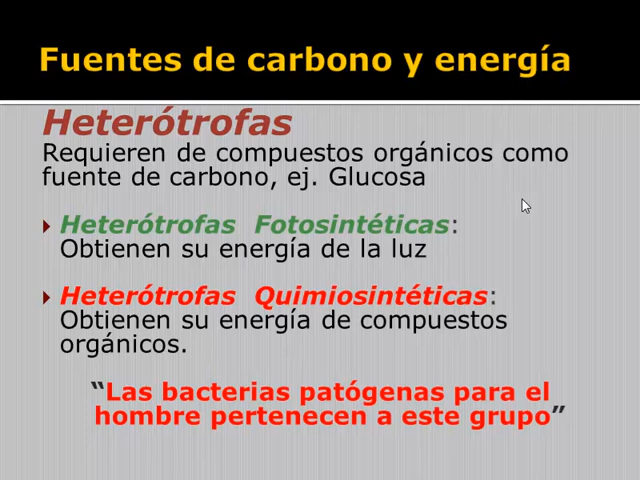 Fuentes de carbono y energía
Heterótrofas
Requieren de compuestos orgánicos como
fuente de carbono, ej. Glucosa
Heterótrofas Fotosintéticas:
Obtienen su energía de la luz
Heterótrofas Quimiosintéticas:
Obtienen su energía de compuestos
orgánicos.
“Las bacterias patógenas para el
hombre pertenecen a este grupo”